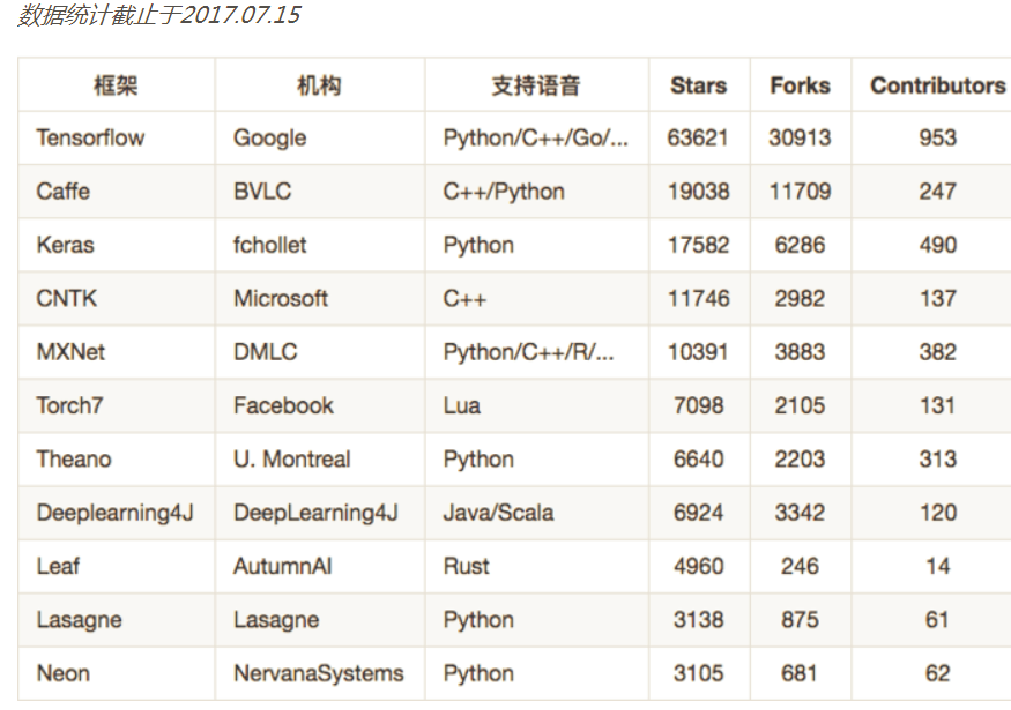 数据统计截止于2017.07.15
框架 机构 支持语音 Stars Forks Contributors
Tensorflow Google Python/C++/Go/... 63621 30913 953
Caffe BVLC C++/Python 19038 11709 247
Keras fchollet Python 17582 6286 490
CNTK Microsoft C++ 11746 2982 137
MXNet DMLC Python/C++/R/... 10391 3883 382
Torch7 Facebook Lua 7098 2105 131
Theano U. Montreal Python 6640 2203 313
Deeplearning4J DeepLearning4J Java/Scala 6924 3342 120
Leaf AutumnAI Rust 4960 246 14
Lasagne Lasagne Python 3138 875 61
Neon NervanaSystems Python 3105 681 62